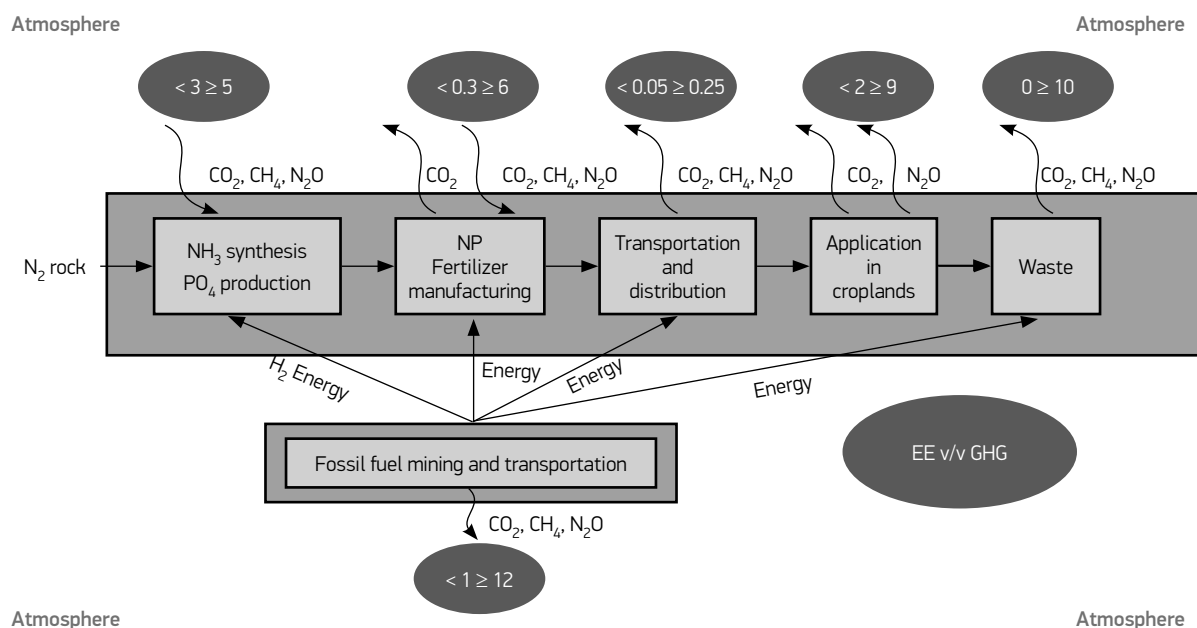 Atmosphere
Atmosphere
< 3 ≥ 5
< 0.3 ≥ 6
< 0.05 ≥ 0.25
< 2 ≥ 9
0 ≥ 10
CO₂, CH₄, N₂O
CO₂
CO₂, CH₄, N₂O
CO₂, CH₄, N₂O
CO₂,
N₂O
CO₂, CH₄, N₂O
N₂ rock
NH₃ synthesis
PO₄ production
NP
Fertilizer
manufacturing
Transportation
and
distribution
Application
in
croplands
Waste
H₂ Energy
Energy
Energy
Energy
Fossil fuel mining and transportation
EE v/v GHG
CO₂, CH₄, N₂O
< 1 ≥ 12
Atmosphere
Atmosphere